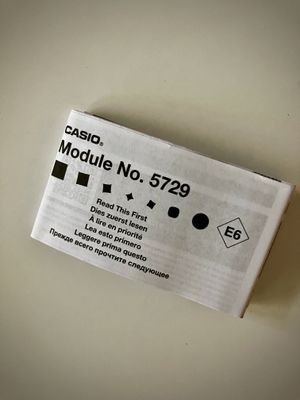 CASIO®
Module No. 5729
Read This First
Dies zuerst lesen
À lire en priorité
Lea esto primero
Leggere prima questo
Прежде всего прочтите следующее
E6